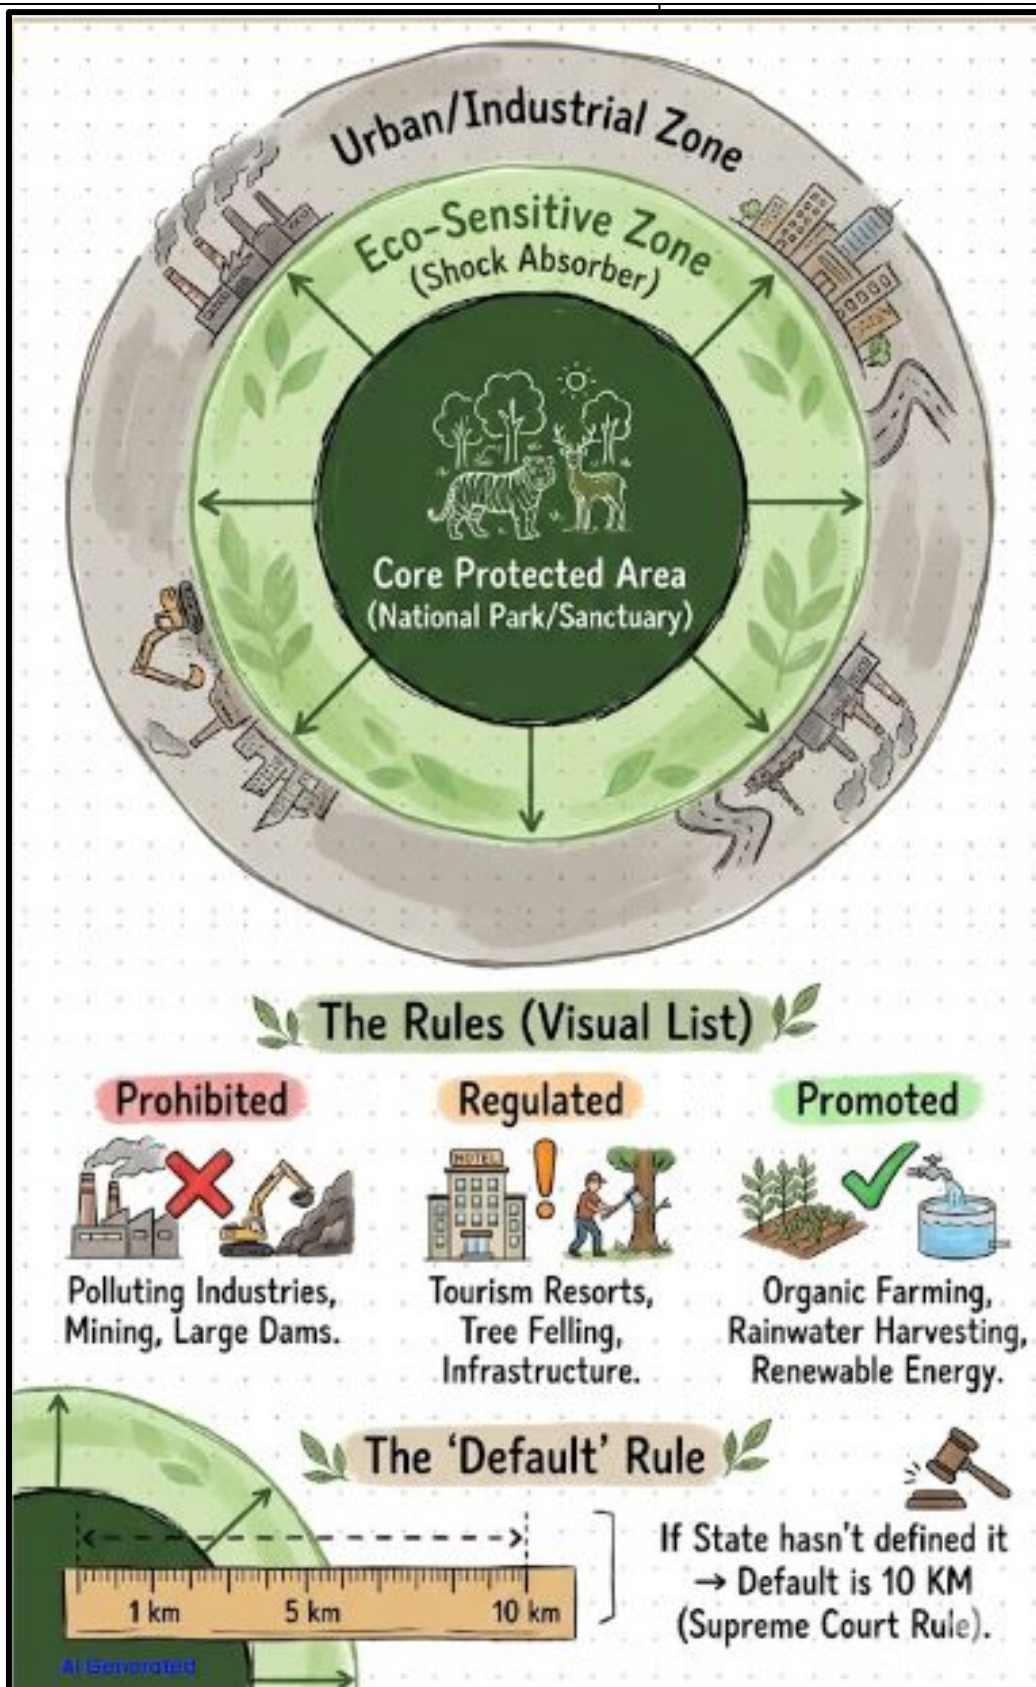 Urban/Industrial Zone
Eco-Sensitive Zone
(Shock Absorber)
Core Protected Area
(National Park/Sanctuary)
The Rules (Visual List)
Prohibited
Polluting Industries,
Mining, Large Dams.
Regulated
HOTEL
Tourism Resorts,
Tree Felling,
Infrastructure.
Promoted
Organic Farming,
Rainwater Harvesting,
Renewable Energy.
The ‘Default’ Rule
1 km
5 km
10 km
If State hasn't defined it
→ Default is 10 KM
(Supreme Court Rule).
AI Generated